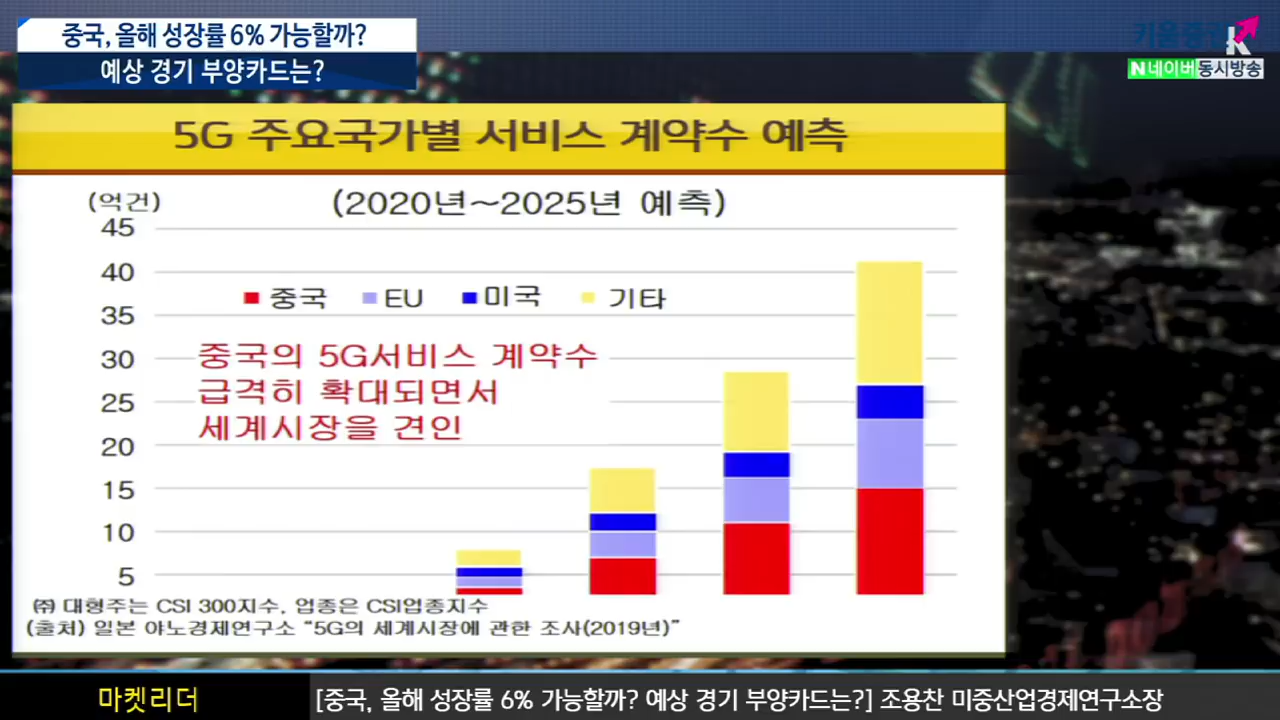 중국, 올해 성장률 6% 가능할까?
예상 경기 부양카드는?
키움증권
N네이버 동시방송
5G 주요국가별 서비스 계약수 예측
(억건)
(2020년~2025년 예측)
45
40
중국 EU 미국 기타
35
중국의 5G서비스 계약수
30
급격히 확대되면서
25
세계시장을 견인
20
15
10
5
㈜ 대형주는 CSI 300지수, 업종은 CSI업종지수
(출처) 일본 야노경제연구소 “5G의 세계시장에 관한 조사(2019년)”
마켓리더
[중국, 올해 성장률 6% 가능할까? 예상 경기 부양카드는?] 조용찬 미중산업경제연구소장